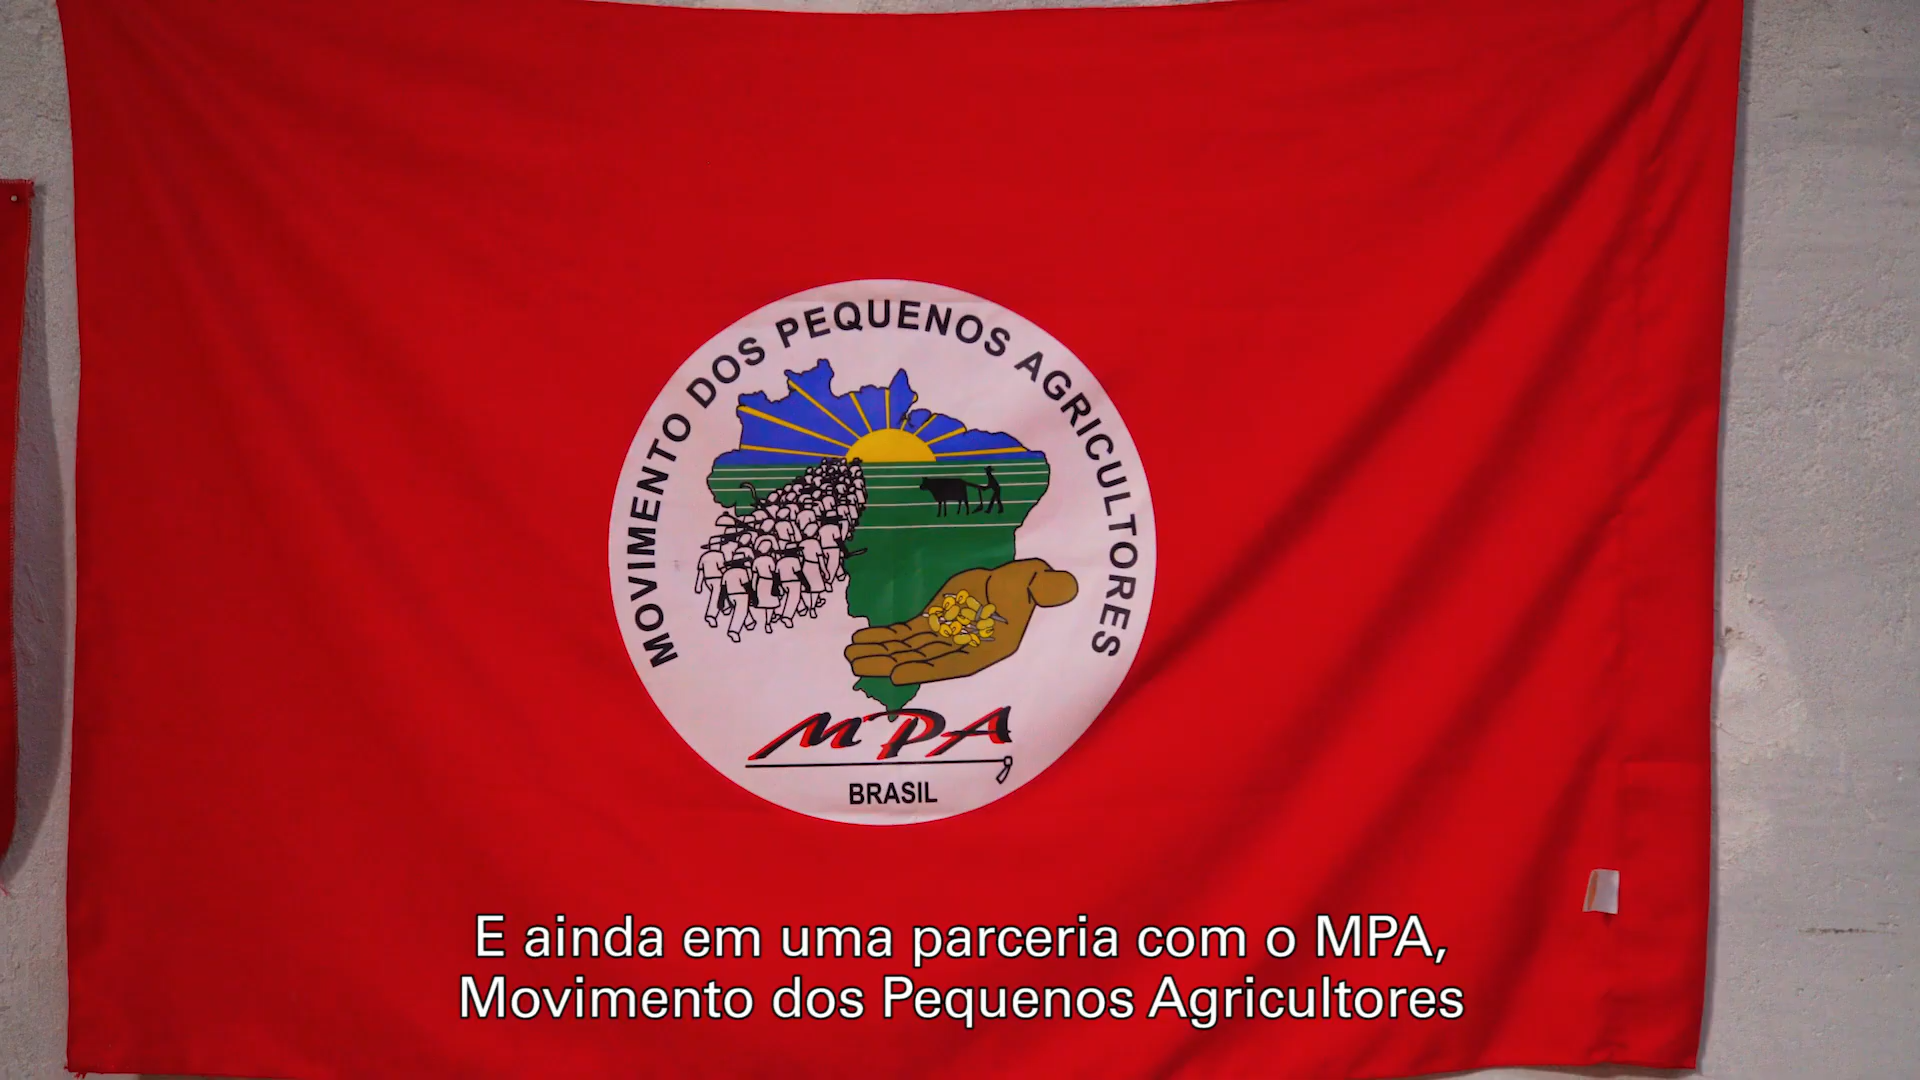 MOVIMENTO DOS PEQUENOS AGRICULTORES
MPA
BRASIL
E ainda em uma parceria com o MPA,
Movimento dos Pequenos Agricultores